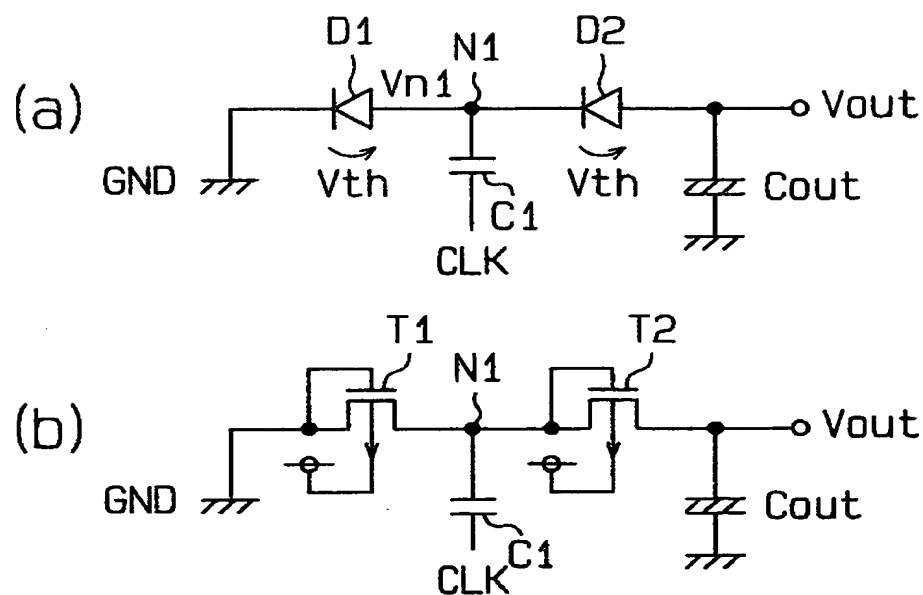 (a)
D1
D2
N1
Vn1
Vout
GND
Vth
Vth
C1
Cout
CLK
(b)
T1
T2
N1
Vout
GND
C1
Cout
CLK